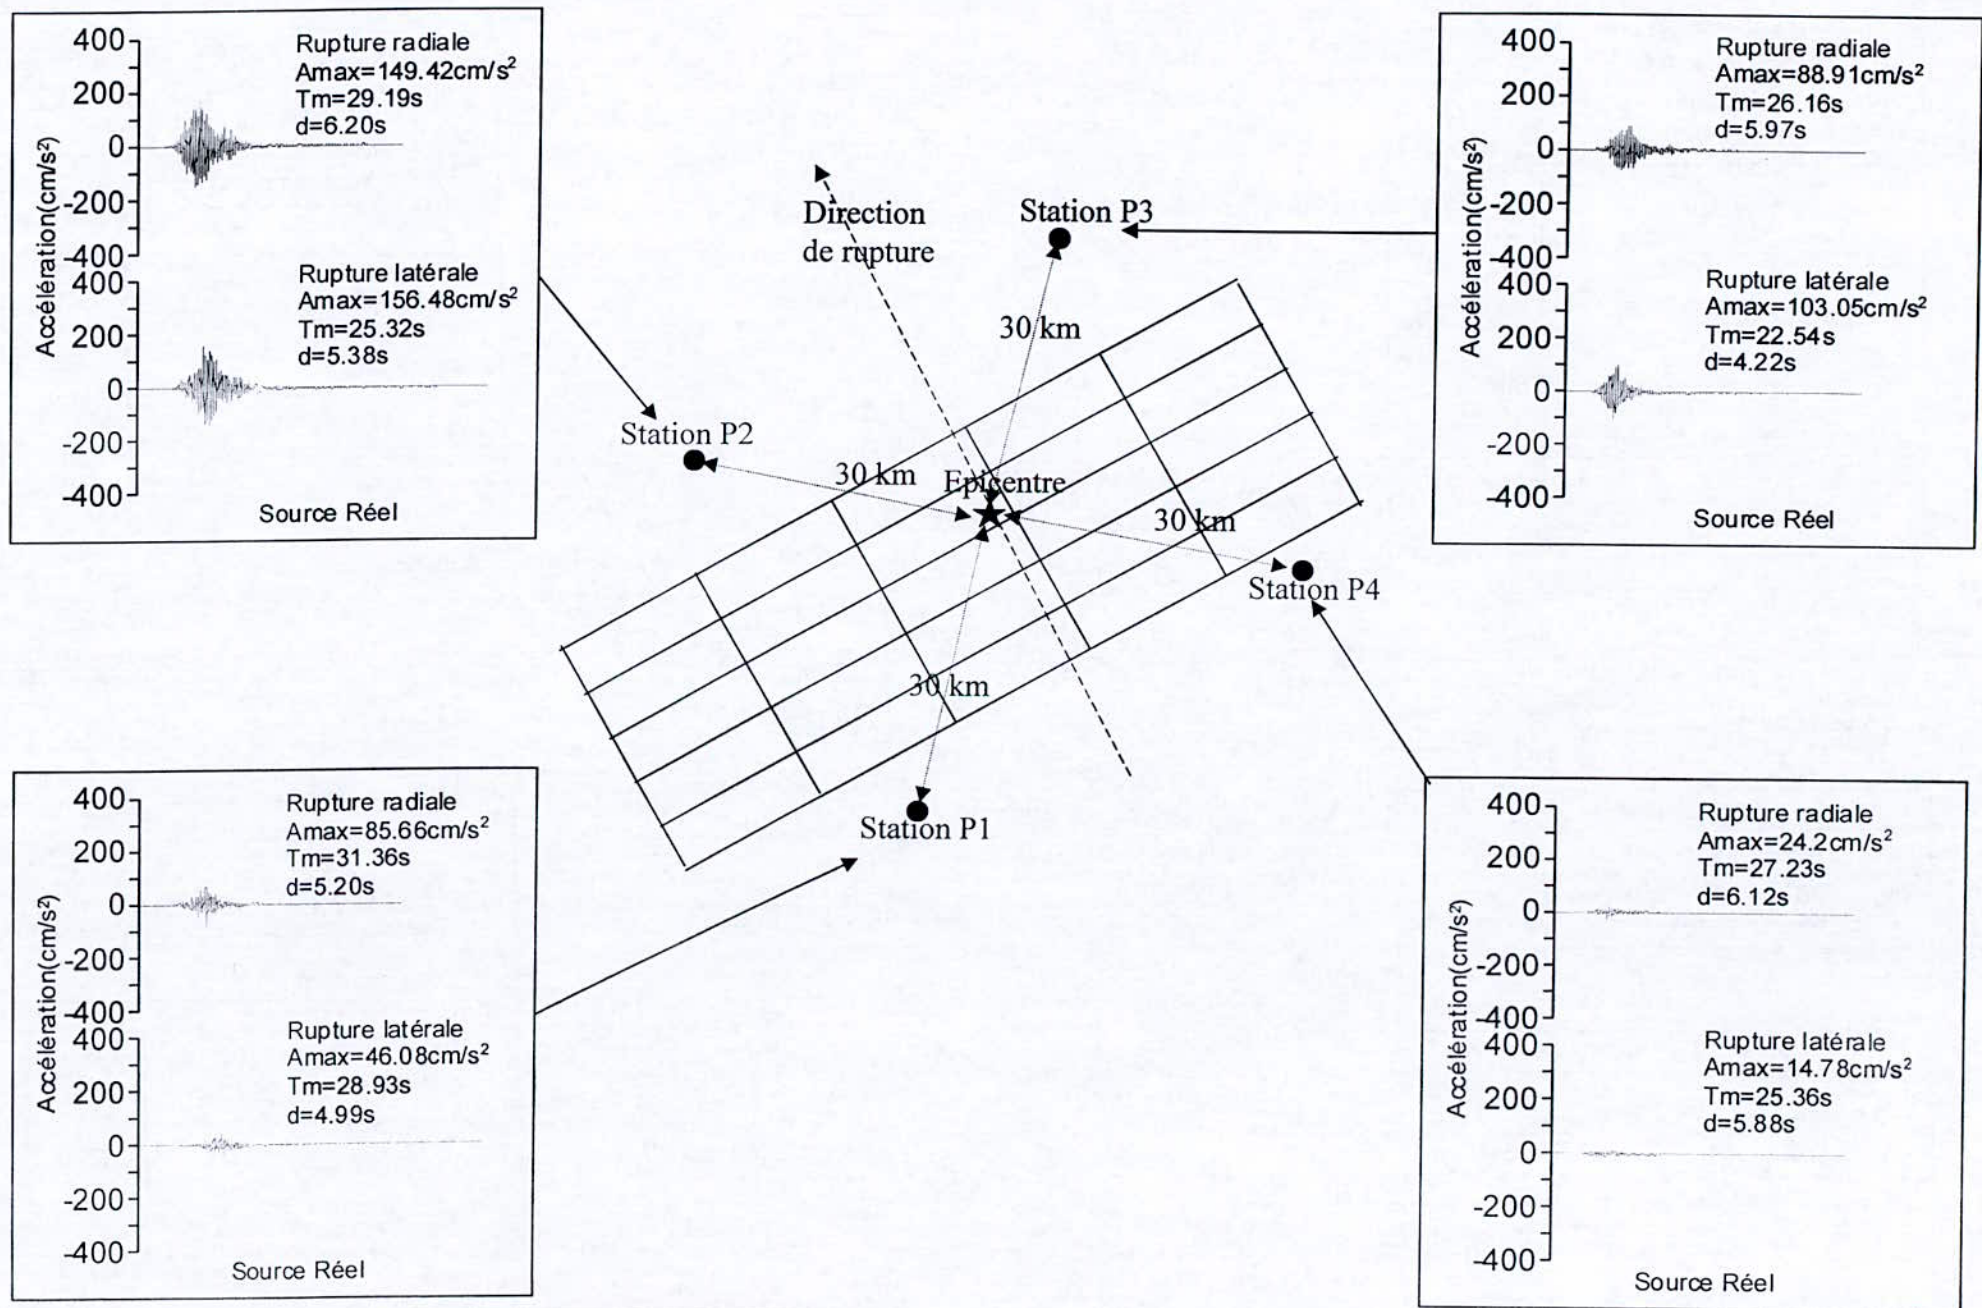 Accélération(cm/s²)
400
200
0
-200
-400
Rupture radiale
Amax=149.42cm/s²
Tm=29.19s
d=6.20s
400
200
0
-200
-400
Rupture latérale
Amax=156.48cm/s²
Tm=25.32s
d=5.38s
Source Réel
Direction
de rupture
Station P3
30 km
Station P2
30 km
Epicentre
30 km
Station P4
30 km
Station P1
Accélération(cm/s²)
400
200
0
-200
-400
Rupture radiale
Amax=88.91cm/s²
Tm=26.16s
d=5.97s
400
200
0
-200
-400
Rupture latérale
Amax=103.05cm/s²
Tm=22.54s
d=4.22s
Source Réel
Accélération(cm/s²)
400
200
0
-200
-400
Rupture radiale
Amax=85.66cm/s²
Tm=31.36s
d=5.20s
400
200
0
-200
-400
Rupture latérale
Amax=46.08cm/s²
Tm=28.93s
d=4.99s
Source Réel
Accélération(cm/s²)
400
200
0
-200
-400
Rupture radiale
Amax=24.2cm/s²
Tm=27.23s
d=6.12s
400
200
0
-200
-400
Rupture latérale
Amax=14.78cm/s²
Tm=25.36s
d=5.88s
Source Réel